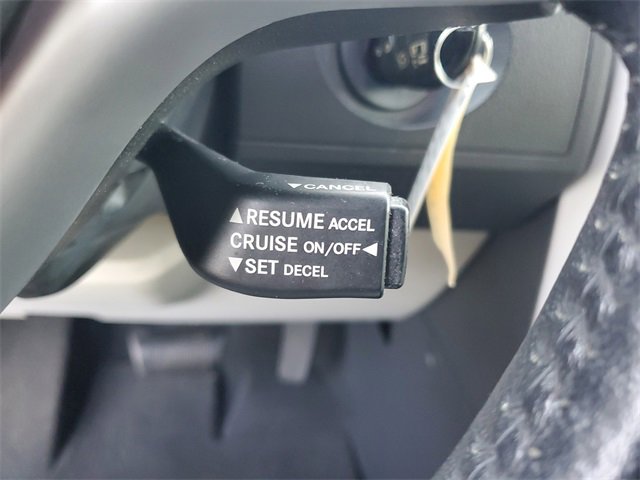 ▼CANCEL
▲RESUME ACCEL
CRUISE ON/OFF◄
▼SET DECEL